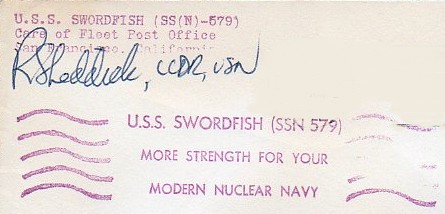 U.S.S. SWORDFISH (SS(N)-579)
Care of Fleet Post Office
San Francisco, California
LCDR, USN
U.S.S. SWORDFISH (SSN 579)
MORE STRENGTH FOR YOUR
MODERN NUCLEAR NAVY